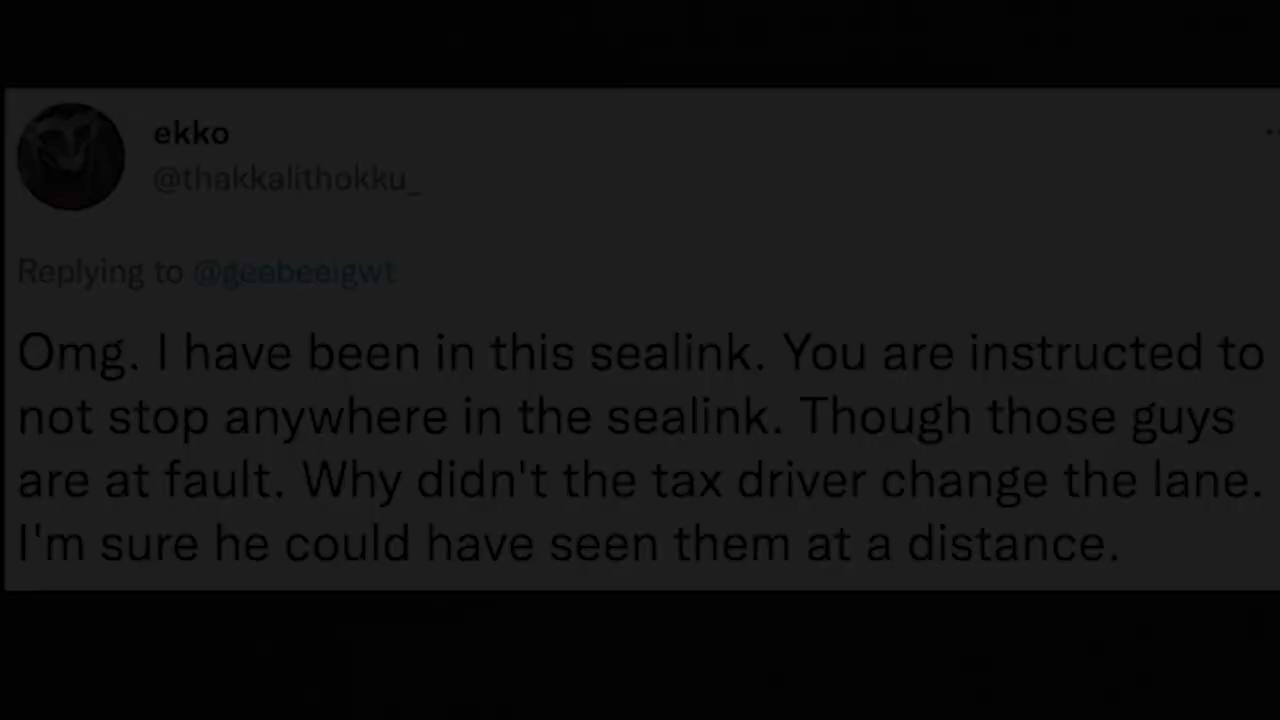 ekko
@thakkalithokku_
Replying to @geebeeigwt
Omg. I have been in this sealink. You are instructed to
not stop anywhere in the sealink. Though those guys
are at fault. Why didn't the tax driver change the lane.
I'm sure he could have seen them at a distance.